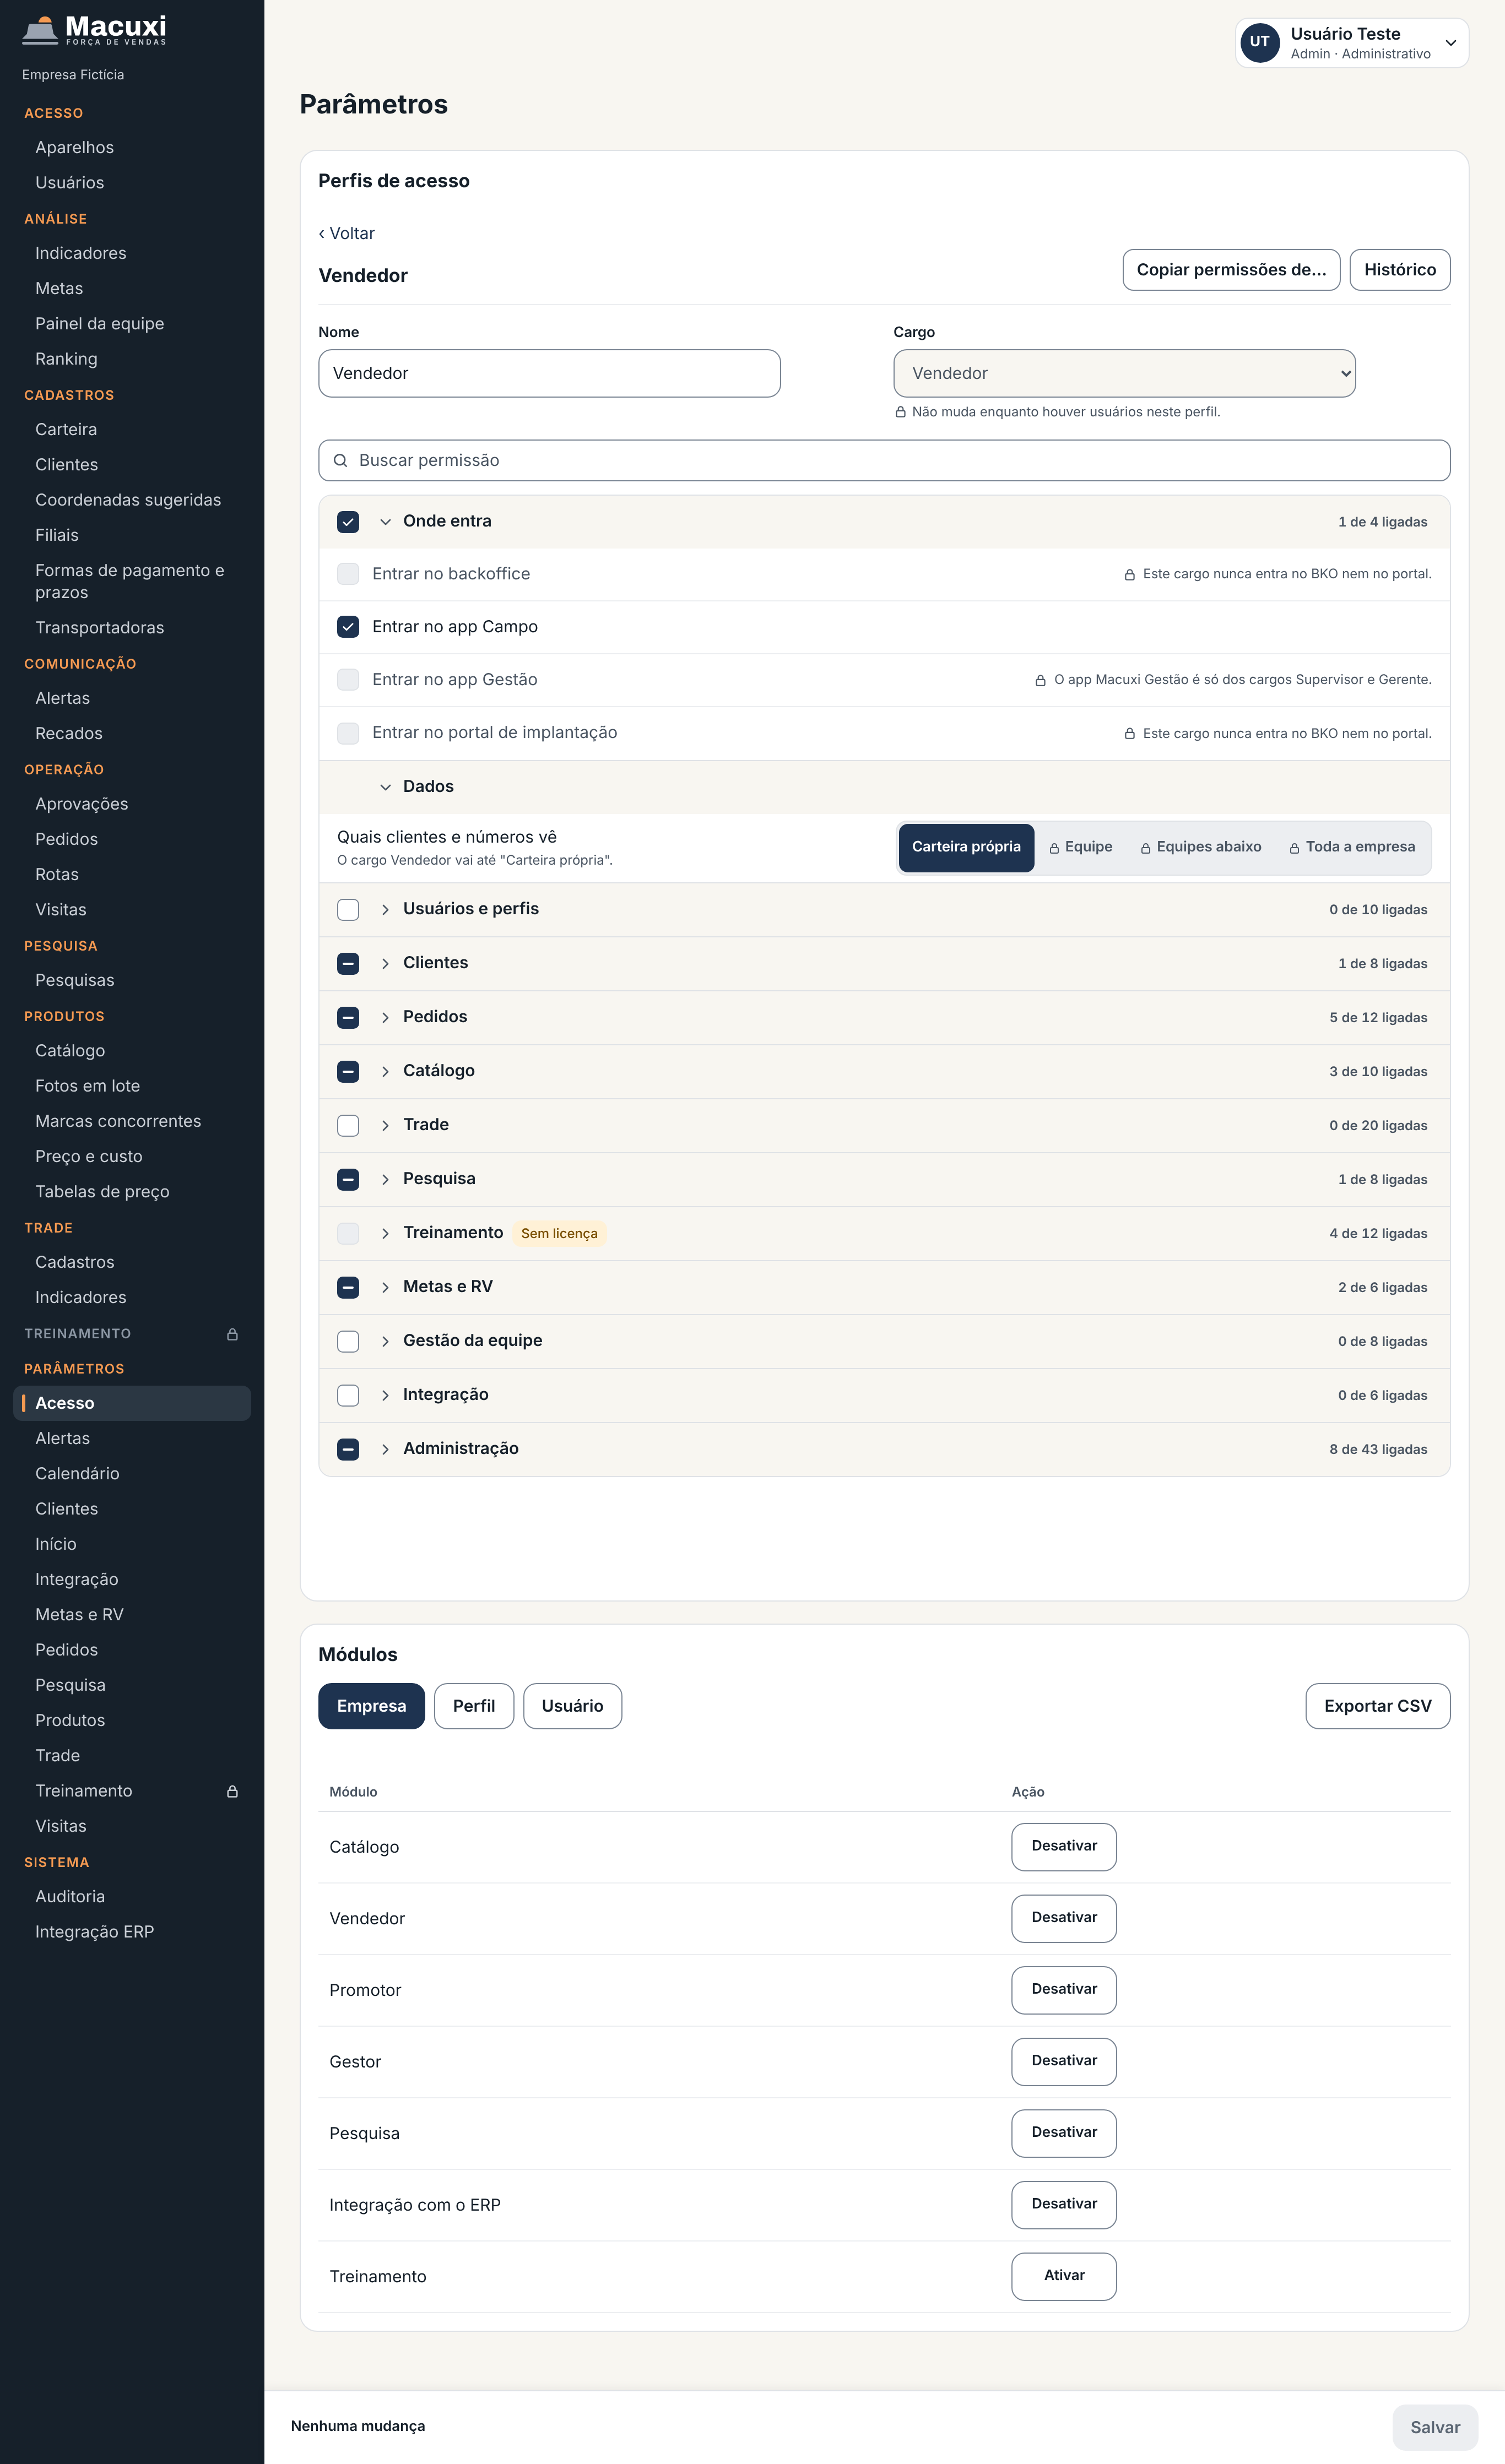 Macuxi
FORÇA DE VENDAS
Empresa Fictícia
ACESSO
Aparelhos
Usuários
ANÁLISE
Indicadores
Metas
Painel da equipe
Ranking
CADASTROS
Carteira
Clientes
Coordenadas sugeridas
Filiais
Formas de pagamento e
prazos
Transportadoras
COMUNICAÇÃO
Alertas
Recados
OPERAÇÃO
Aprovações
Pedidos
Rotas
Visitas
PESQUISA
Pesquisas
PRODUTOS
Catálogo
Fotos em lote
Marcas concorrentes
Preço e custo
Tabelas de preço
TRADE
Cadastros
Indicadores
TREINAMENTO
PARÂMETROS
Acesso
Alertas
Calendário
Clientes
Início
Integração
Metas e RV
Pedidos
Pesquisa
Produtos
Trade
Treinamento
Visitas
SISTEMA
Auditoria
Integração ERP
UT
Usuário Teste
Admin · Administrativo
Parâmetros
Perfis de acesso
‹ Voltar
Vendedor
Copiar permissões de...
Histórico
Nome
Cargo
Vendedor
Vendedor
Não muda enquanto houver usuários neste perfil.
Buscar permissão
Onde entra
1 de 4 ligadas
Entrar no backoffice
Este cargo nunca entra no BKO nem no portal.
Entrar no app Campo
Entrar no app Gestão
O app Macuxi Gestão é só dos cargos Supervisor e Gerente.
Entrar no portal de implantação
Este cargo nunca entra no BKO nem no portal.
Dados
Quais clientes e números vê
O cargo Vendedor vai até "Carteira própria".
Carteira própria
Equipe
Equipes abaixo
Toda a empresa
Usuários e perfis
0 de 10 ligadas
Clientes
1 de 8 ligadas
Pedidos
5 de 12 ligadas
Catálogo
3 de 10 ligadas
Trade
0 de 20 ligadas
Pesquisa
1 de 8 ligadas
Treinamento
Sem licença
4 de 12 ligadas
Metas e RV
2 de 6 ligadas
Gestão da equipe
0 de 8 ligadas
Integração
0 de 6 ligadas
Administração
8 de 43 ligadas
Módulos
Empresa
Perfil
Usuário
Exportar CSV
Módulo
Ação
Catálogo
Desativar
Vendedor
Desativar
Promotor
Desativar
Gestor
Desativar
Pesquisa
Desativar
Integração com o ERP
Desativar
Treinamento
Ativar
Nenhuma mudança
Salvar